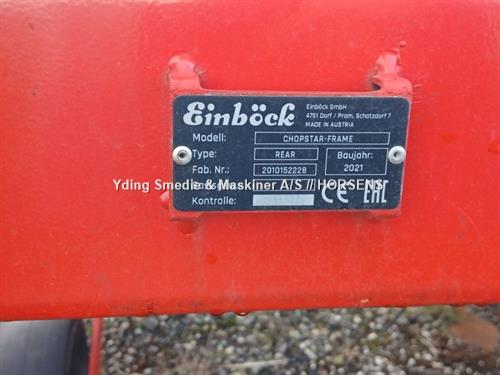 Einböck
Einböck GmbH
4751 Dorf / Pram, Schatzdorf 7
MADE IN AUSTRIA
Modell: CHOPSTAR-FRAME
Type: REAR
Baujahr: 2021
Fab. Nr.: 2010152228
Yding Smedie & Maskiner A/S // HORSENS
Kontrolle:
CE EAC